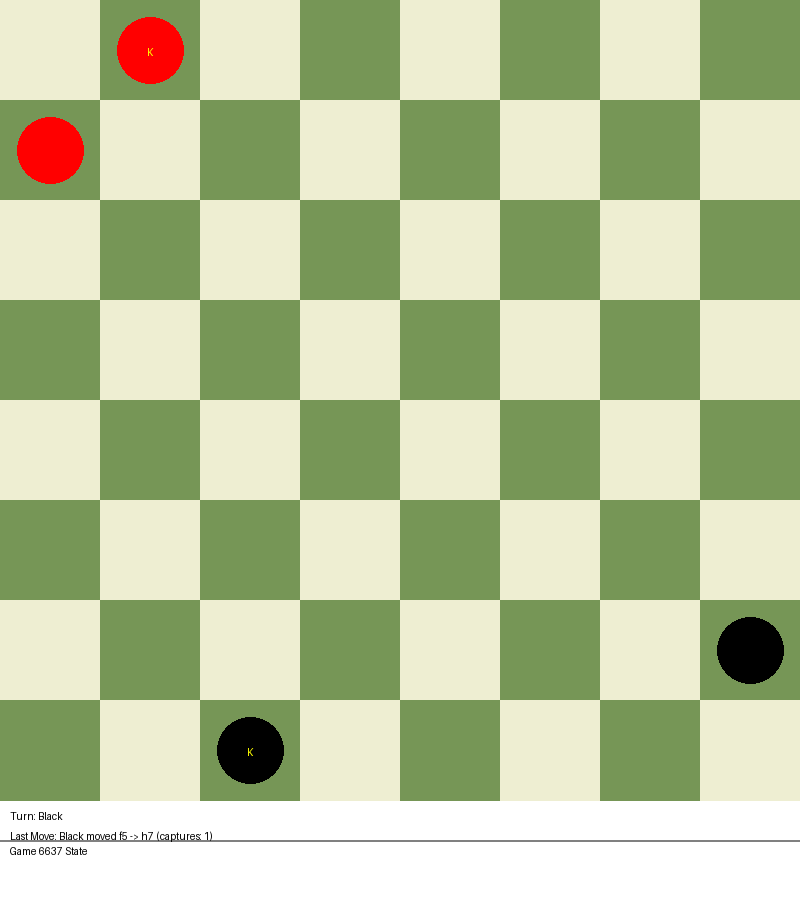 K
K
Turn: Black
Last Move: Black moved f5 -> h7 (captures: 1)
Game 6637 State